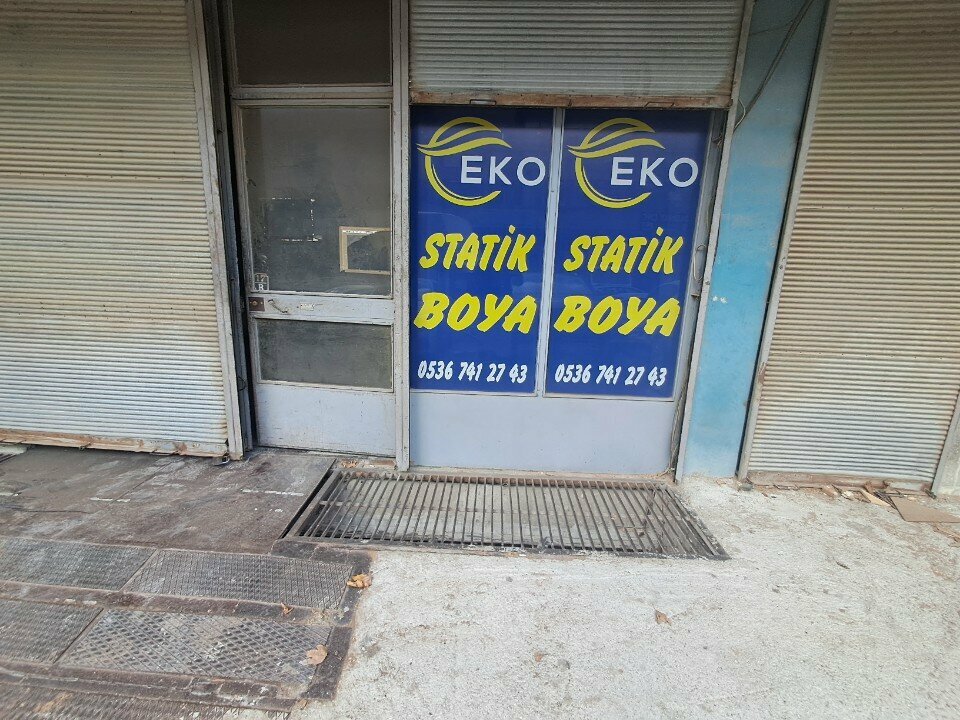 EKO
STATİK
BOYA
0536 741 27 43
EKO
STATİK
BOYA
0536 741 27 43